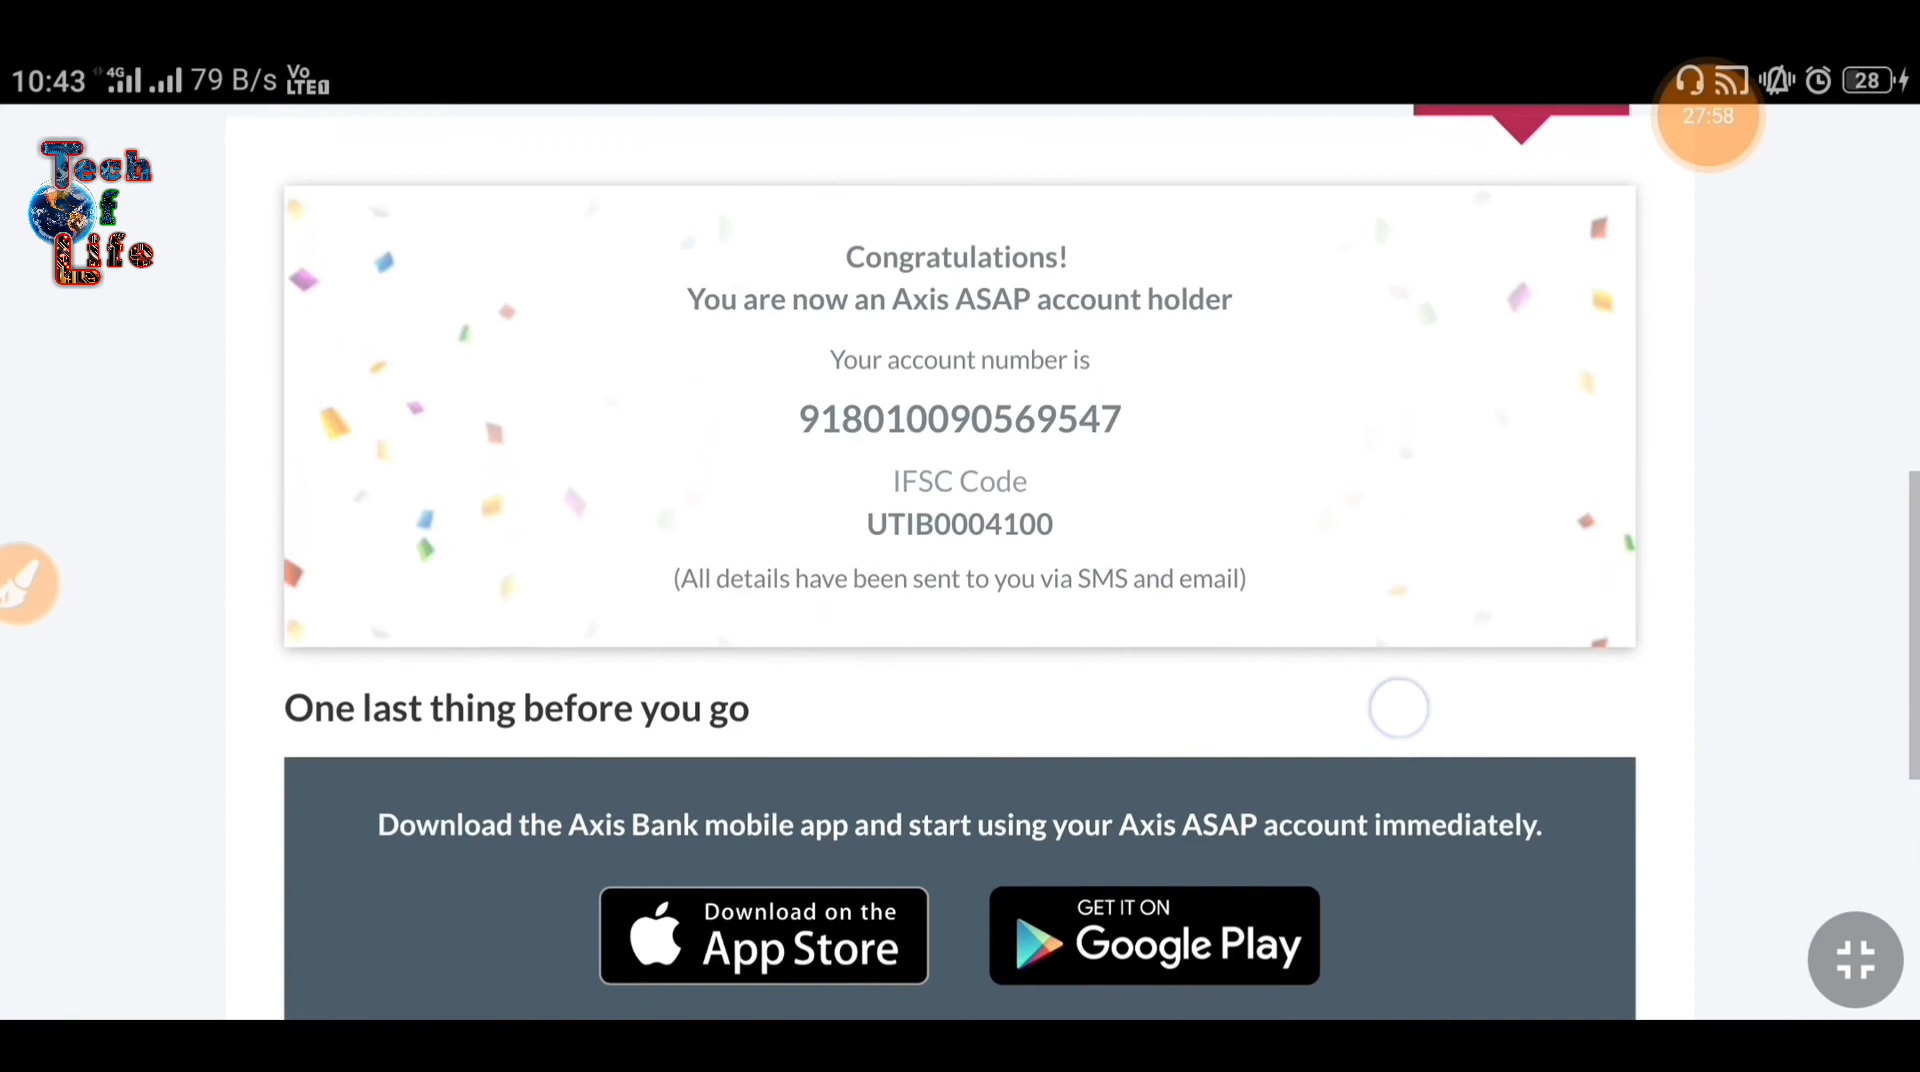 10:43 4G 79 B/s Vo LTE 28
27:58
Tech
of
Life
Congratulations!
You are now an Axis ASAP account holder
Your account number is
918010090569547
IFSC Code
UTIB0004100
(All details have been sent to you via SMS and email)
One last thing before you go
Download the Axis Bank mobile app and start using your Axis ASAP account immediately.
Download on the
App Store
GET IT ON
Google Play